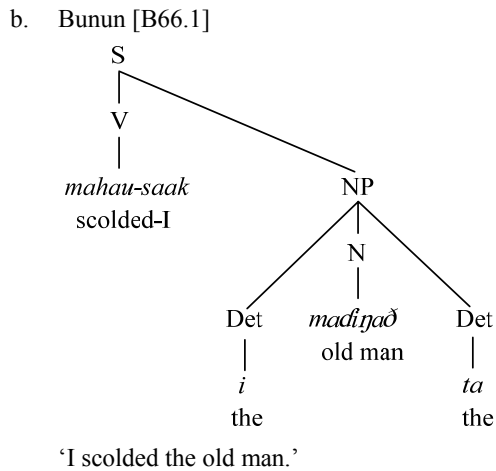 b. Bunun [B66.1]
S
V
mahau-saak NP
scolded-I
N
Det madiŋað Det
old man
i ta
the the
‘I scolded the old man.’